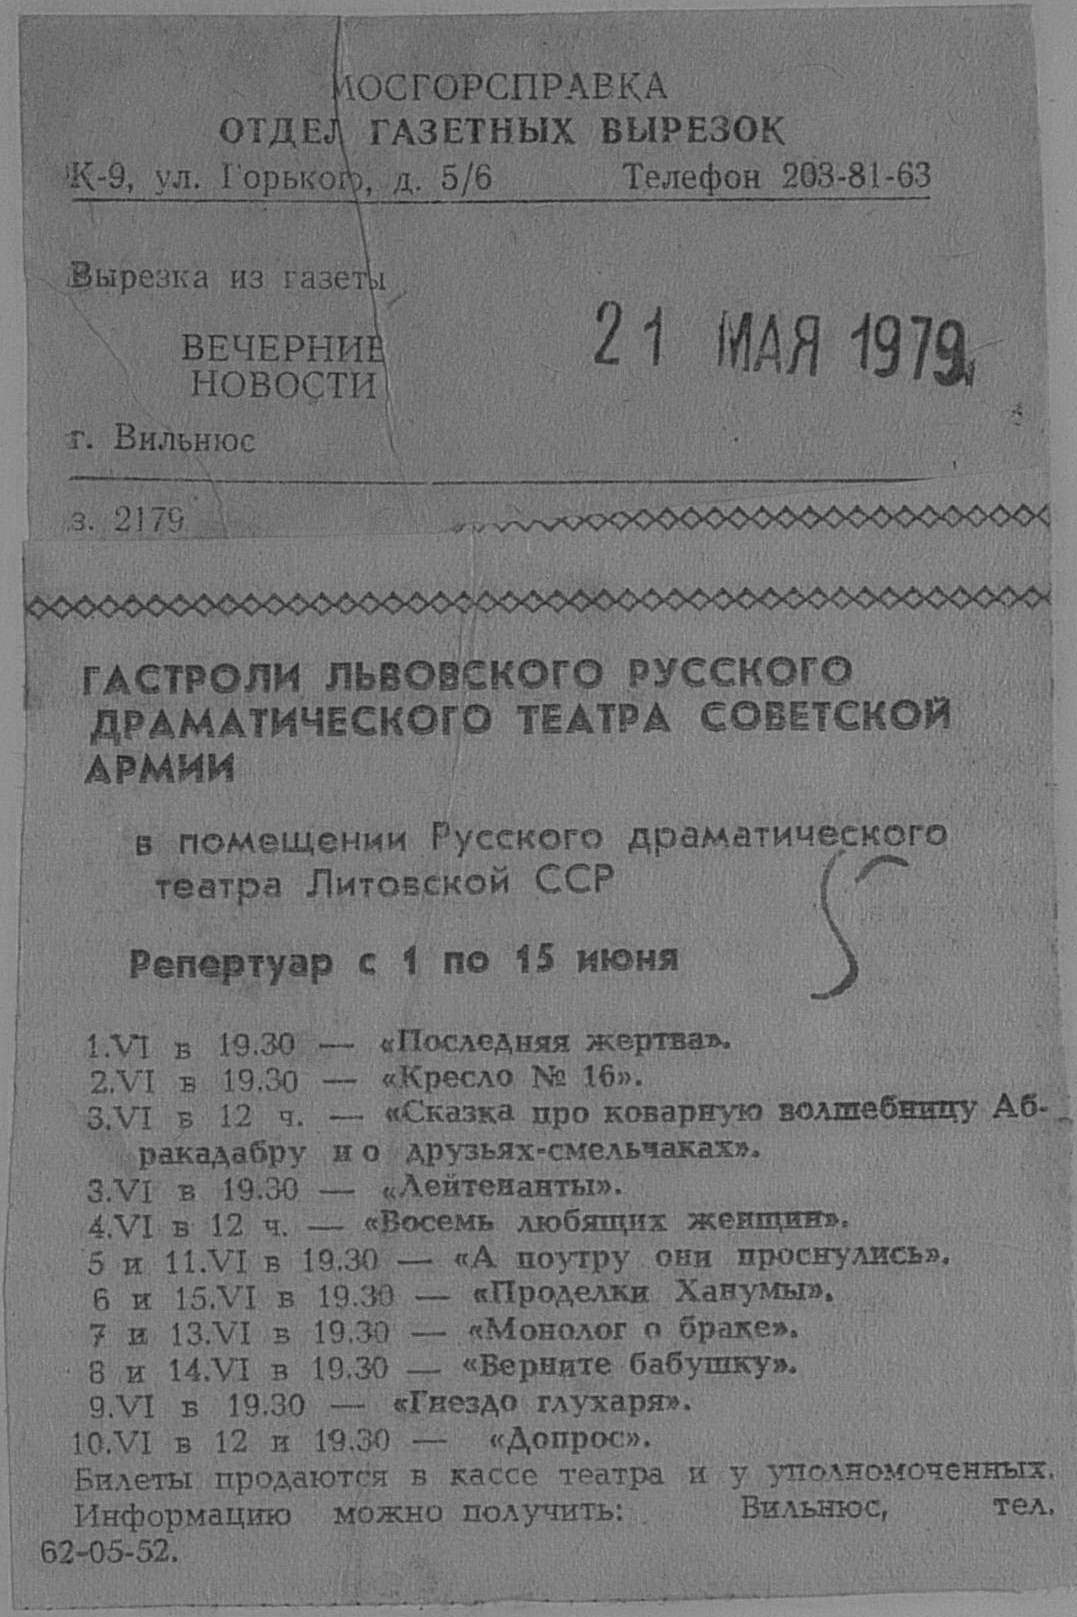 МОСГОРСПРАВКА
ОТДЕЛ ГАЗЕТНЫХ ВЫРЕЗОК
К-9, ул. Горького, д. 5/6 Телефон 203-81-63
Вырезка из газеты
ВЕЧЕРНИЕ
НОВОСТИ
21 МАЯ 1979
г. Вильнюс
з. 2179
ГАСТРОЛИ ЛЬВОВСКОГО РУССКОГО
ДРАМАТИЧЕСКОГО ТЕАТРА СОВЕТСКОЙ
АРМИИ
в помещении Русского драматического
театра Литовской ССР
Репертуар с 1 по 15 июня
1.VI в 19.30 — «Последняя жертва».
2.VI в 19.30 — «Кресло № 16».
3.VI в 12 ч. — «Сказка про коварную волшебницу Аб-
ракадабру и о друзьях-смельчаках».
3.VI в 19.30 — «Лейтенанты».
4.VI в 12 ч. — «Восемь любящих женщин».
5 и 11.VI в 19.30 — «А поутру они проснулись».
6 и 15.VI в 19.30 — «Проделки Ханумы».
7 и 13.VI в 19.30 — «Монолог о браке».
8 и 14.VI в 19.30 — «Верните бабушку».
9.VI в 19.30 — «Гнездо глухаря».
10.VI в 12 и 19.30 — «Допрос».
Билеты продаются в кассе театра и у уполномоченных.
Информацию можно получить: Вильнюс, тел.
62-05-52.